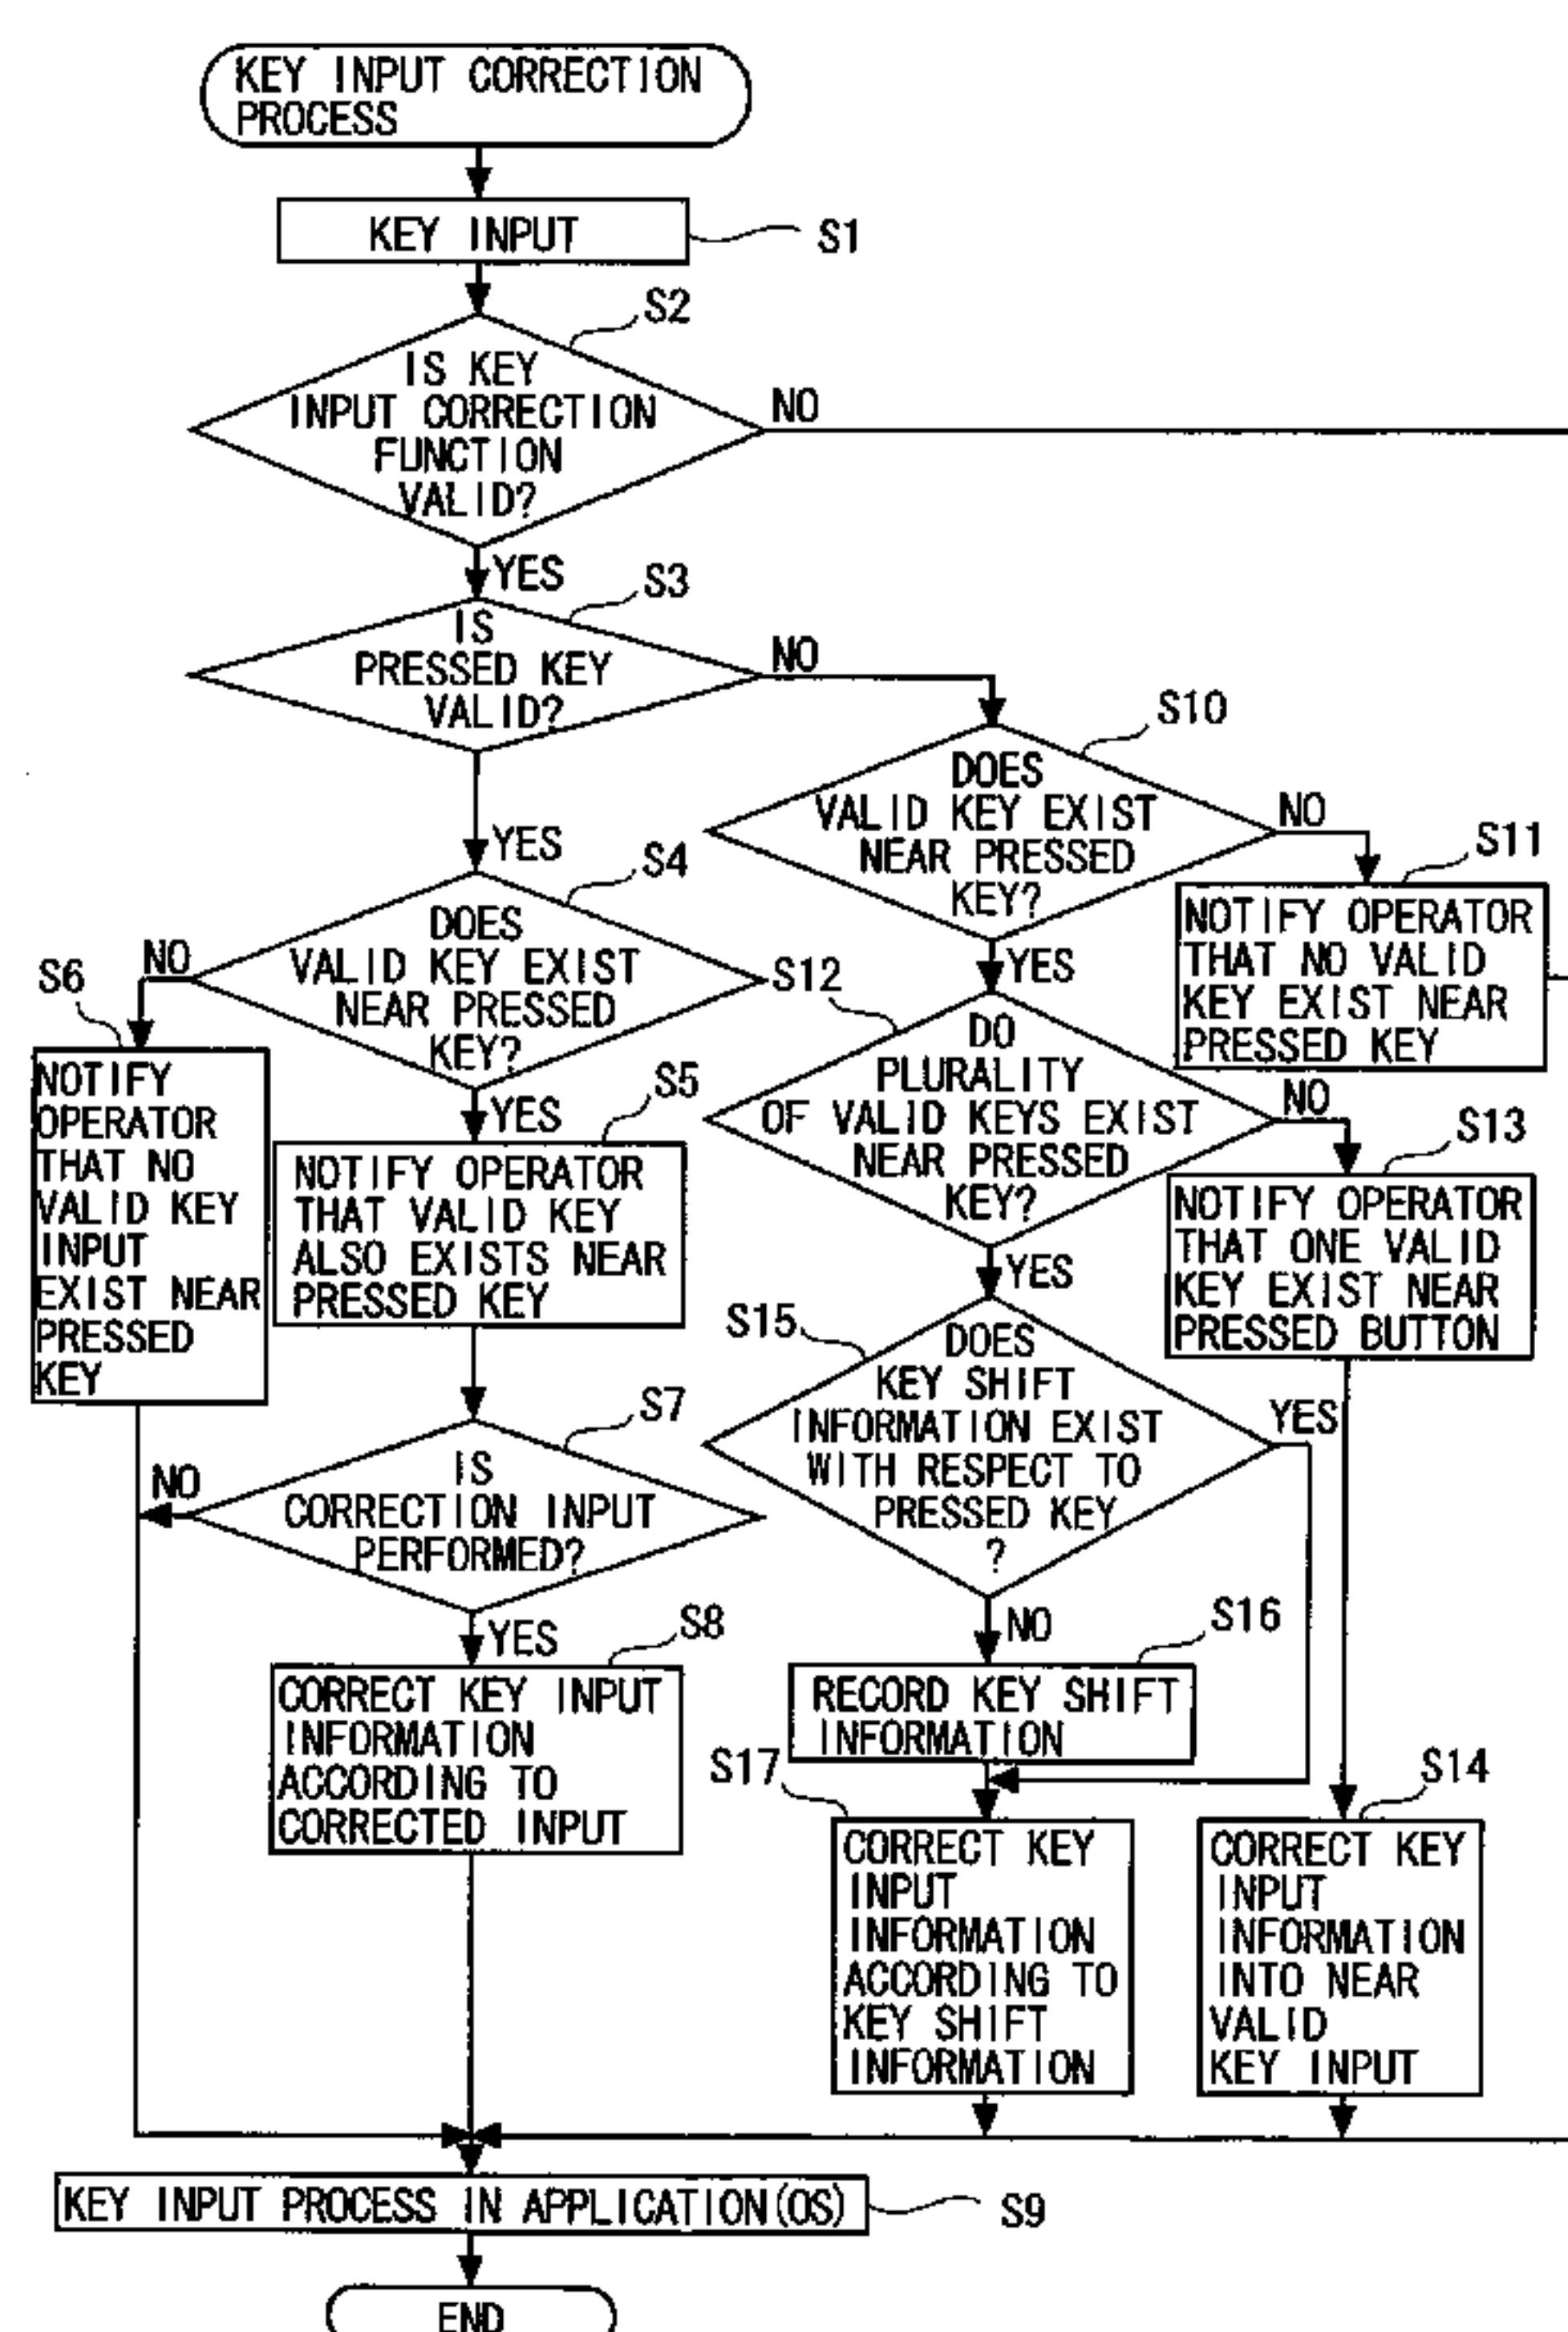 KEY INPUT CORRECTION
PROCESS
KEY INPUT
S1
S2
IS KEY
INPUT CORRECTION
FUNCTION
VALID?
NO
YES
S3
IS
PRESSED KEY
VALID?
NO
YES
S10
DOES
VALID KEY EXIST
NEAR PRESSED
KEY?
NO
YES
S11
NOTIFY OPERATOR
THAT NO VALID
KEY EXIST NEAR
PRESSED KEY
S4
DOES
VALID KEY EXIST
NEAR PRESSED
KEY?
NO
YES
S6
NOTIFY
OPERATOR
THAT NO
VALID KEY
INPUT
EXIST NEAR
PRESSED
KEY
S5
NOTIFY OPERATOR
THAT VALID KEY
ALSO EXISTS NEAR
PRESSED KEY
S12
DO
PLURALITY
OF VALID KEYS EXIST
NEAR PRESSED
KEY?
NO
YES
S13
NOTIFY OPERATOR
THAT ONE VALID
KEY EXIST NEAR
PRESSED BUTTON
S15
DOES
KEY SHIFT
INFORMATION EXIST
WITH RESPECT TO
PRESSED KEY
?
YES
NO
S7
IS
CORRECTION INPUT
PERFORMED?
NO
YES
S8
CORRECT KEY INPUT
INFORMATION
ACCORDING TO
CORRECTED INPUT
S16
RECORD KEY SHIFT
INFORMATION
S17
CORRECT KEY
INPUT
INFORMATION
ACCORDING TO
KEY SHIFT
INFORMATION
S14
CORRECT KEY
INPUT
INFORMATION
INTO NEAR
VALID
KEY INPUT
KEY INPUT PROCESS IN APPLICATION(OS)
S9
END